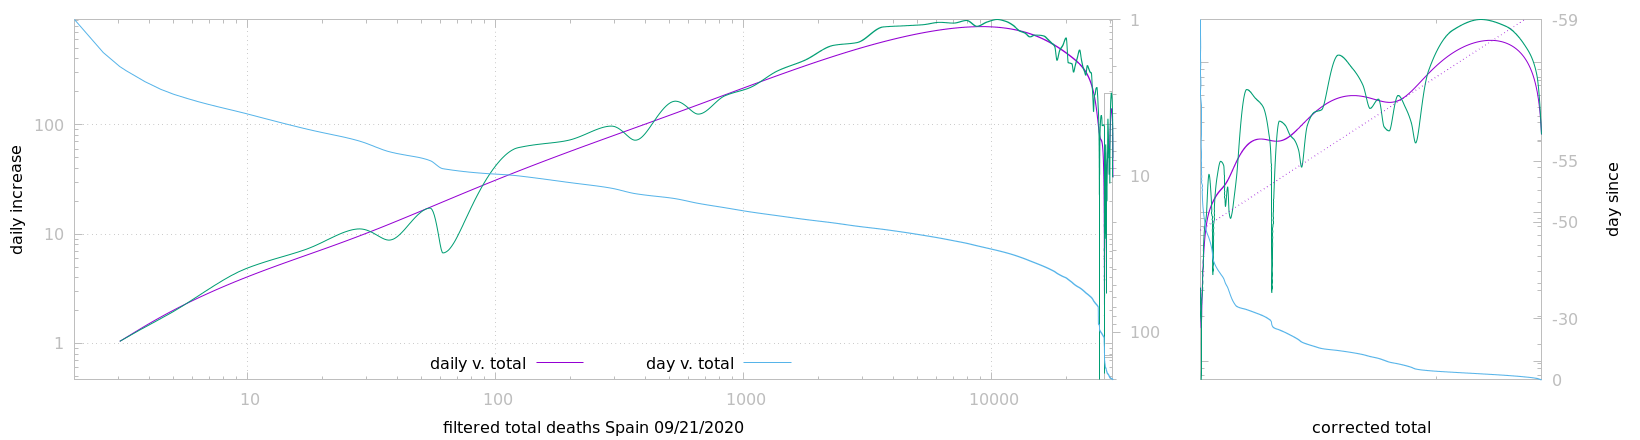 1
-59
100
-55
daily increase
10
day since
10
-50
-30
100
1
daily v. total
day v. total
0
10
100
1000
10000
filtered total deaths Spain 09/21/2020
corrected total